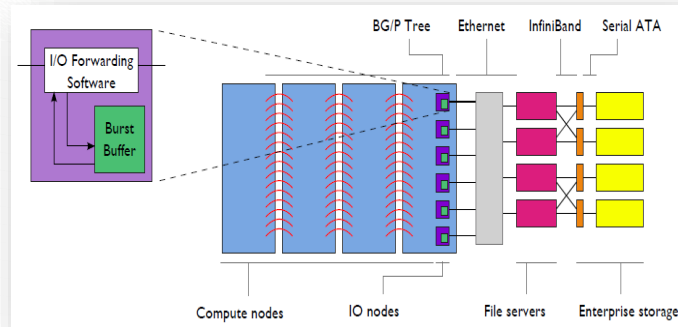 BG/P Tree Ethernet InfiniBand Serial ATA
I/O Forwarding
Software
Burst
Buffer
Compute nodes IO nodes File servers Enterprise storage